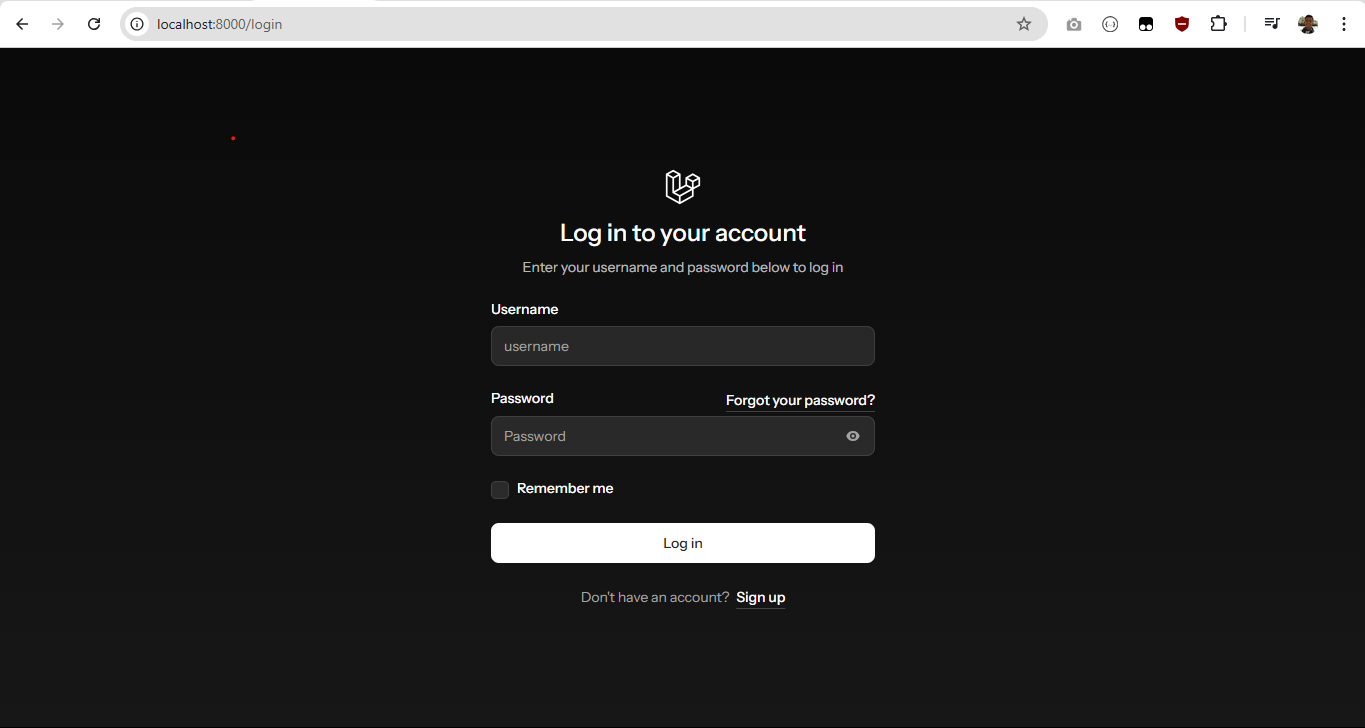 localhost:8000/login
Log in to your account
Enter your username and password below to log in
Username
username
Password
Forgot your password?
Password
Remember me
Log in
Don't have an account? Sign up